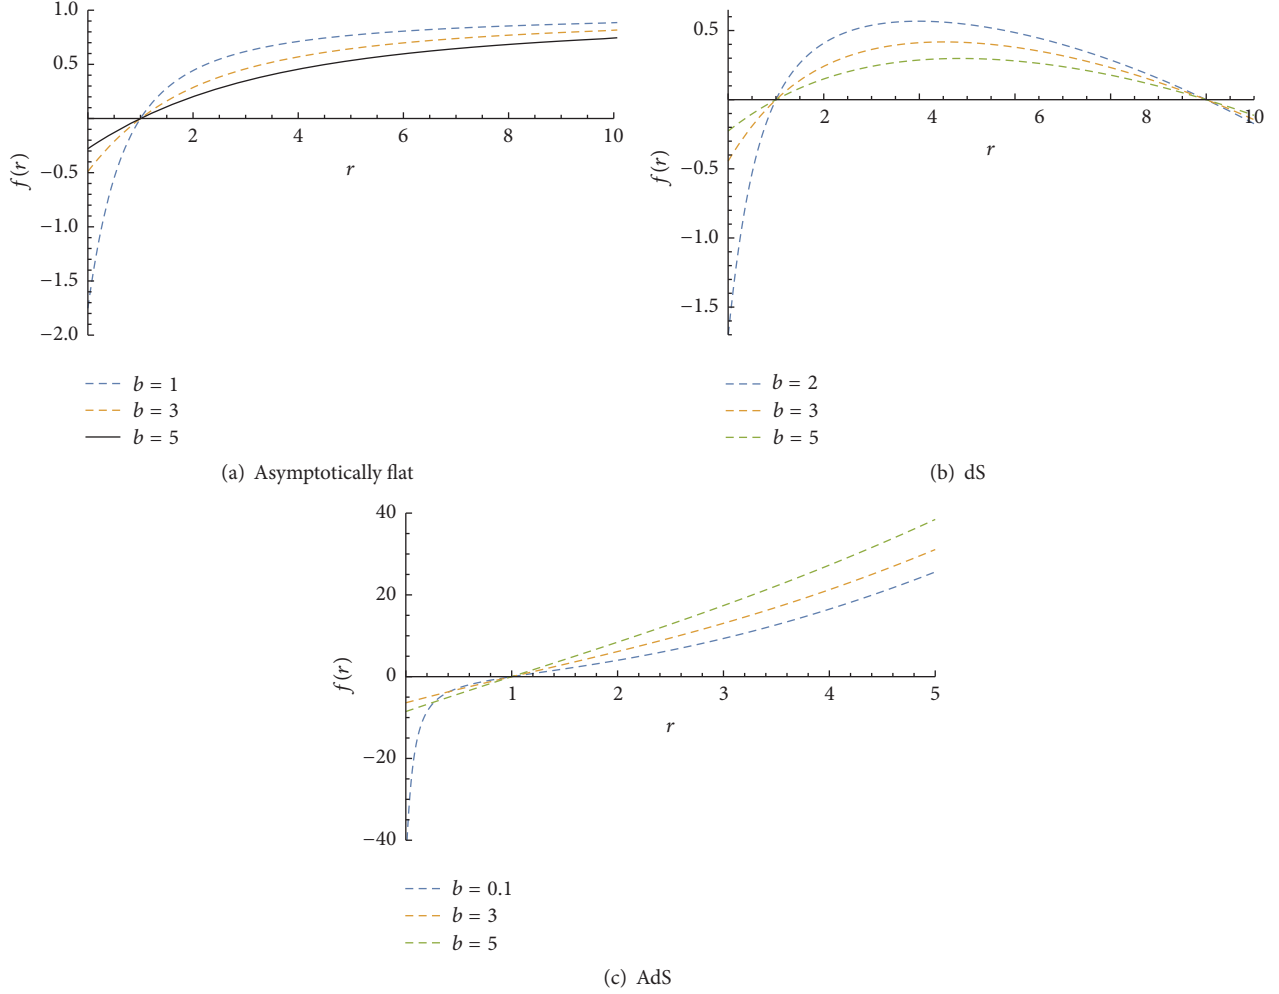 1.0
0.5
−0.5
−1.0
−1.5
−2.0
f(r)
2
4
6
8
10
r
b = 1
b = 3
b = 5
(a) Asymptotically flat
0.5
−0.5
−1.0
−1.5
f(r)
2
4
6
8
10
r
b = 2
b = 3
b = 5
(b) dS
40
20
0
−20
−40
f(r)
1
2
3
4
5
r
b = 0.1
b = 3
b = 5
(c) AdS